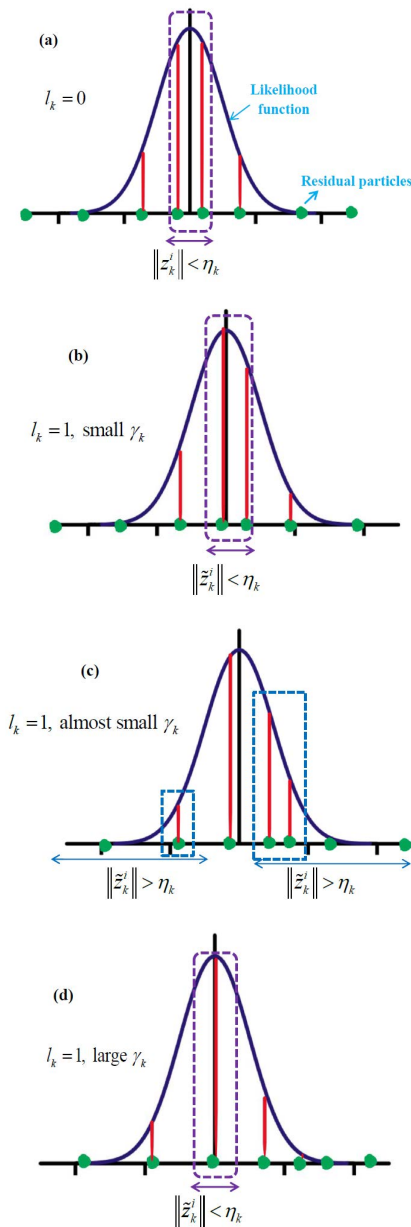 (a)
l_k = 0
Likelihood
function
Residual particles
‖z_k^i‖ < η_k
(b)
l_k = 1, small γ_k
‖z̃_k^i‖ < η_k
(c)
l_k = 1, almost small γ_k
‖z̃_k^i‖ > η_k ‖z̃_k^i‖ > η_k
(d)
l_k = 1, large γ_k
‖z̃_k^i‖ < η_k